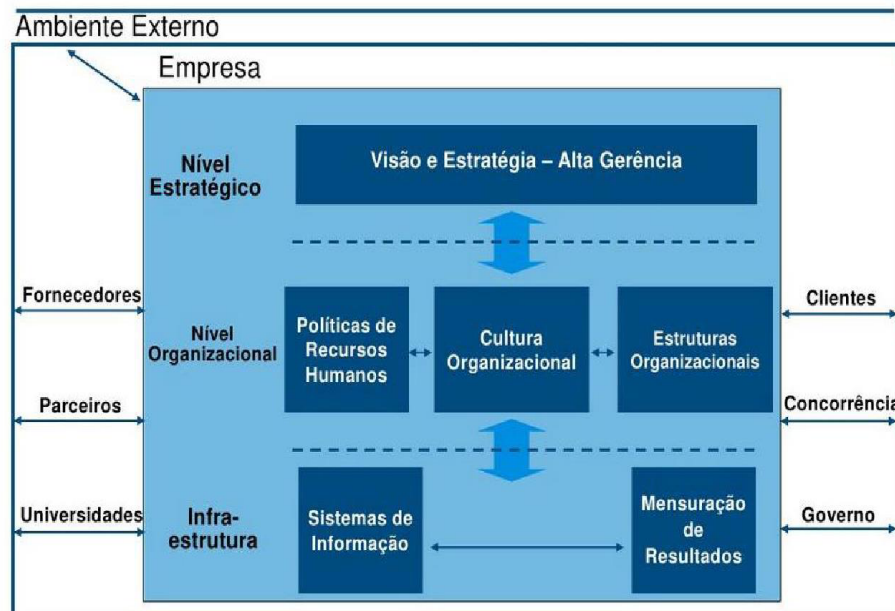 Ambiente Externo
Empresa
Nível
Estratégico
Visão e Estratégia – Alta Gerência
Fornecedores
Clientes
Nível
Organizacional
Políticas de
Recursos
Humanos
Cultura
Organizacional
Estruturas
Organizacionais
Parceiros
Concorrência
Universidades
Infra-
estrutura
Sistemas de
Informação
Mensuração
de
Resultados
Governo